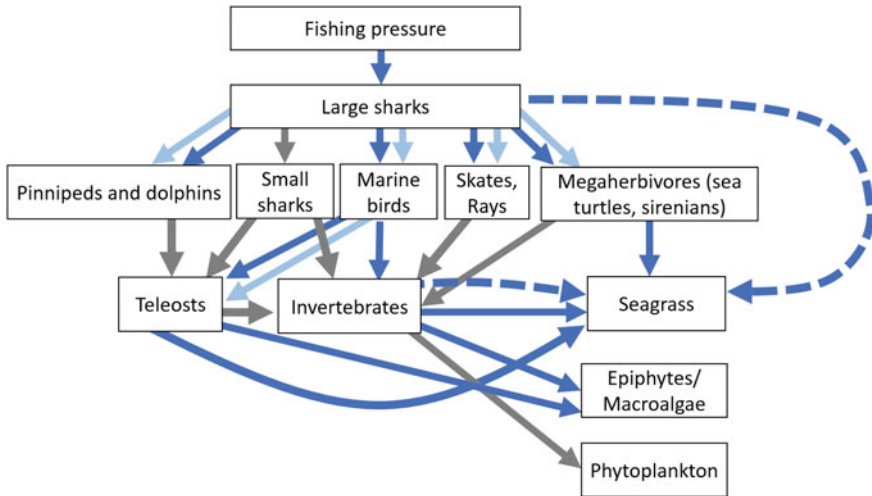 Fishing pressure
Large sharks
Pinnipeds and dolphins
Small
sharks
Marine
birds
Skates,
Rays
Megaherbivores (sea
turtles, sirenians)
Teleosts
Invertebrates
Seagrass
Epiphytes/
Macroalgae
Phytoplankton